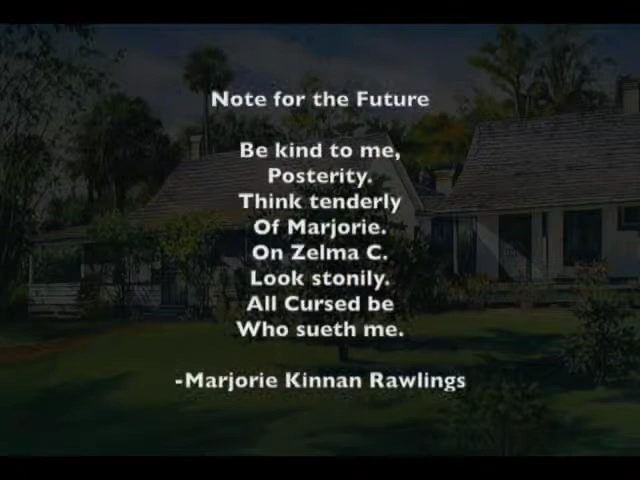 Note for the Future
Be kind to me,
Posterity.
Think tenderly
Of Marjorie.
On Zelma C.
Look stonily.
All Cursed be
Who sueth me.
-Marjorie Kinnan Rawlings